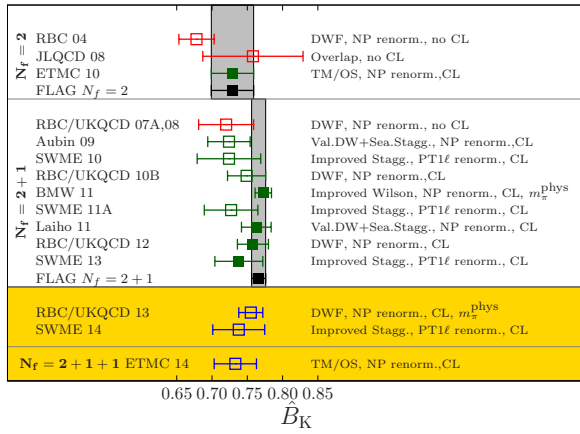 N_f = 2
RBC 04 DWF, NP renorm., no CL
JLQCD 08 Overlap, no CL
ETMC 10 TM/OS, NP renorm.,CL
FLAG N_f = 2
N_f = 2 + 1
RBC/UKQCD 07A,08 DWF, NP renorm., no CL
Aubin 09 Val.DW+Sea.Stagg., NP renorm.,CL
SWME 10 Improved Stagg., PT1ℓ renorm., CL
RBC/UKQCD 10B DWF, NP renorm.,CL
BMW 11 Improved Wilson, NP renorm., CL, m_π^phys
SWME 11A Improved Stagg., PT1ℓ renorm., CL
Laiho 11 Val.DW+Sea.Stagg., NP renorm.,CL
RBC/UKQCD 12 DWF, NP renorm., CL
SWME 13 Improved Stagg., PT1ℓ renorm., CL
FLAG N_f = 2 + 1
RBC/UKQCD 13 DWF, NP renorm., CL, m_π^phys
SWME 14 Improved Stagg., PT1ℓ renorm., CL
N_f = 2 + 1 + 1 ETMC 14 TM/OS, NP renorm.,CL
0.65 0.70 0.75 0.80 0.85
B̂_K